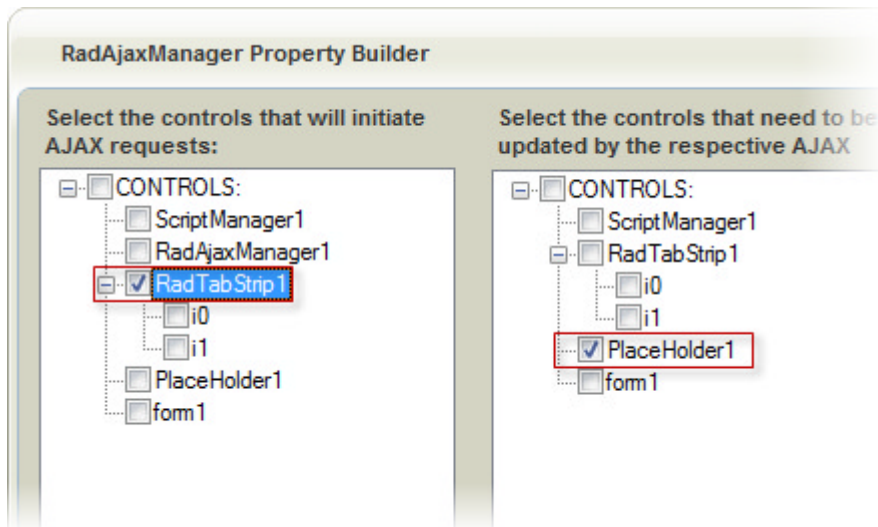 RadAjaxManager Property Builder
Select the controls that will initiate
AJAX requests:
CONTROLS:
ScriptManager1
RadAjaxManager1
RadTabStrip1
i0
i1
PlaceHolder1
form1
Select the controls that need to be
updated by the respective AJAX
CONTROLS:
ScriptManager1
RadTabStrip1
i0
i1
PlaceHolder1
form1